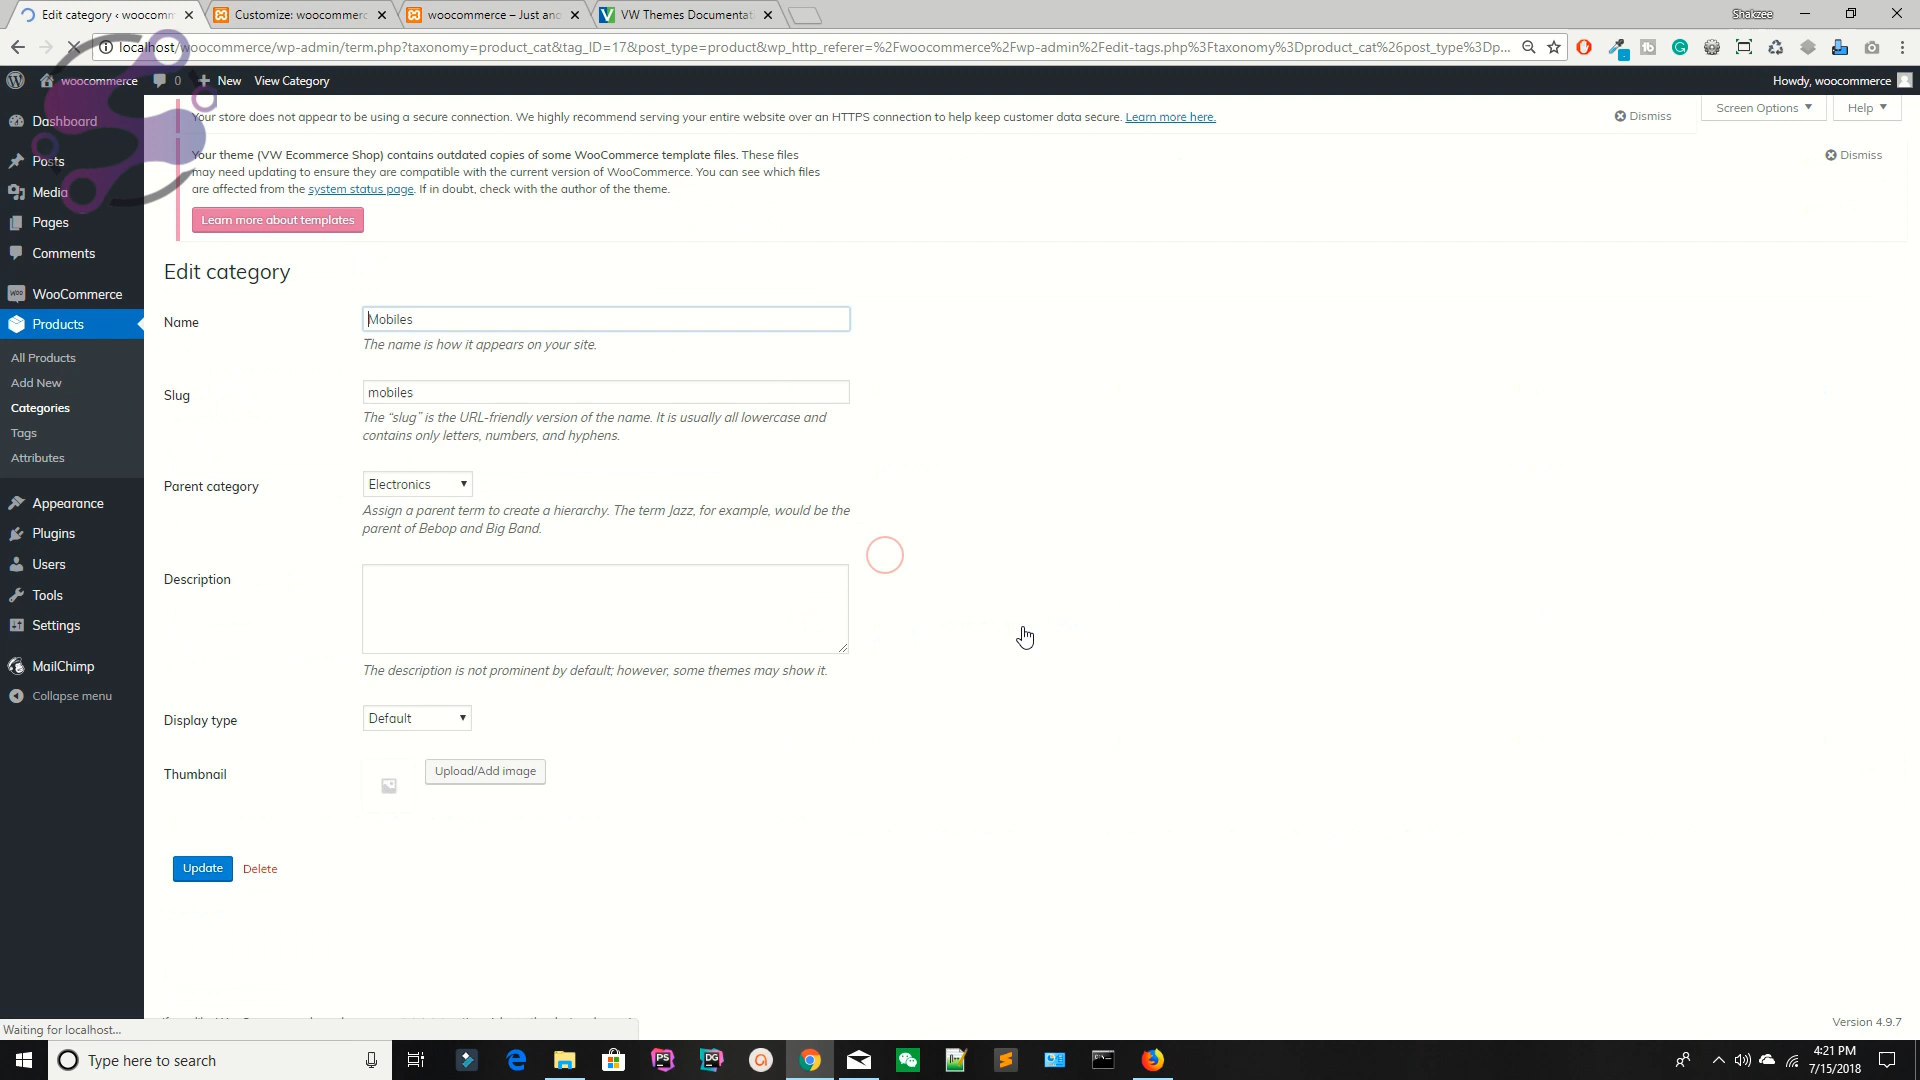 Edit category ‹ woocomm
Customize: woocommerc
woocommerce – Just ano
VW Themes Documentat
Shakzee
localhost/woocommerce/wp-admin/term.php?taxonomy=product_cat&tag_ID=17&post_type=product&wp_http_referer=%2Fwoocommerce%2Fwp-admin%2Fedit-tags.php%3Ftaxonomy%3Dproduct_cat%26post_type%3Dp...
woocommerce
0
New
View Category
Howdy, woocommerce
Screen Options
Help
Your store does not appear to be using a secure connection. We highly recommend serving your entire website over an HTTPS connection to help keep customer data secure. Learn more here.
Dismiss
Your theme (VW Ecommerce Shop) contains outdated copies of some WooCommerce template files. These files
may need updating to ensure they are compatible with the current version of WooCommerce. You can see which files
are affected from the system status page. If in doubt, check with the author of the theme.
Dismiss
Learn more about templates
Dashboard
Posts
Media
Pages
Comments
WooCommerce
Products
All Products
Add New
Categories
Tags
Attributes
Appearance
Plugins
Users
Tools
Settings
MailChimp
Collapse menu
Edit category
Name
Mobiles
The name is how it appears on your site.
Slug
mobiles
The “slug” is the URL-friendly version of the name. It is usually all lowercase and
contains only letters, numbers, and hyphens.
Parent category
Electronics
Assign a parent term to create a hierarchy. The term Jazz, for example, would be the
parent of Bebop and Big Band.
Description
The description is not prominent by default; however, some themes may show it.
Display type
Default
Thumbnail
Upload/Add image
Update
Delete
Version 4.9.7
Waiting for localhost...
Type here to search
4:21 PM
7/15/2018